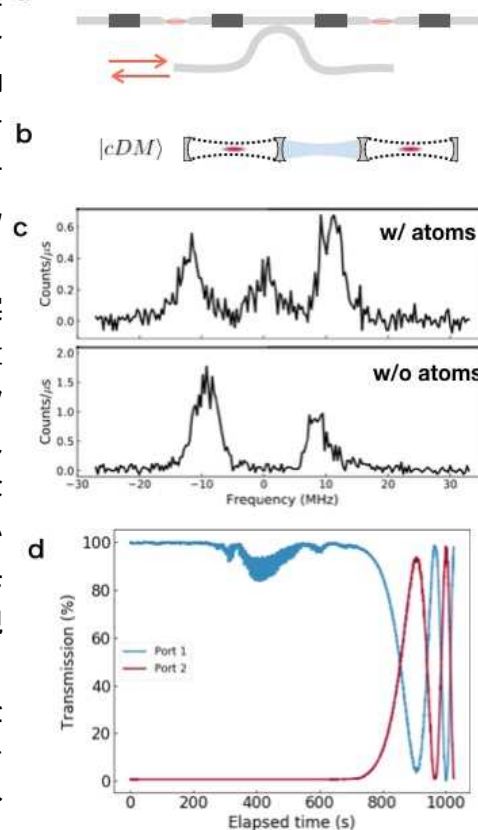 b
|cDM⟩
c
w/ atoms
Counts/μs
0.6
0.4
0.2
0.0
w/o atoms
Counts/μs
2.0
1.5
1.0
0.5
0.0
−30 −20 −10 0 10 20 30
Frequency (MHz)
d
Transmission (%)
100
80
60
40
20
0
Port 1
Port 2
0 200 400 600 800 1000
Elapsed time (s)